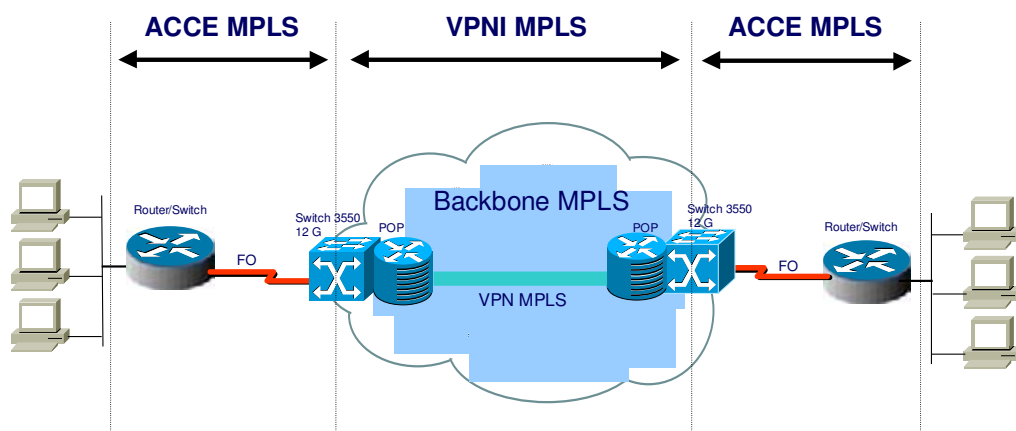 ACCE MPLS
VPNI MPLS
ACCE MPLS
Backbone MPLS
Router/Switch
Switch 3550
12 G
POP
POP
Switch 3550
12 G
Router/Switch
FO
FO
VPN MPLS